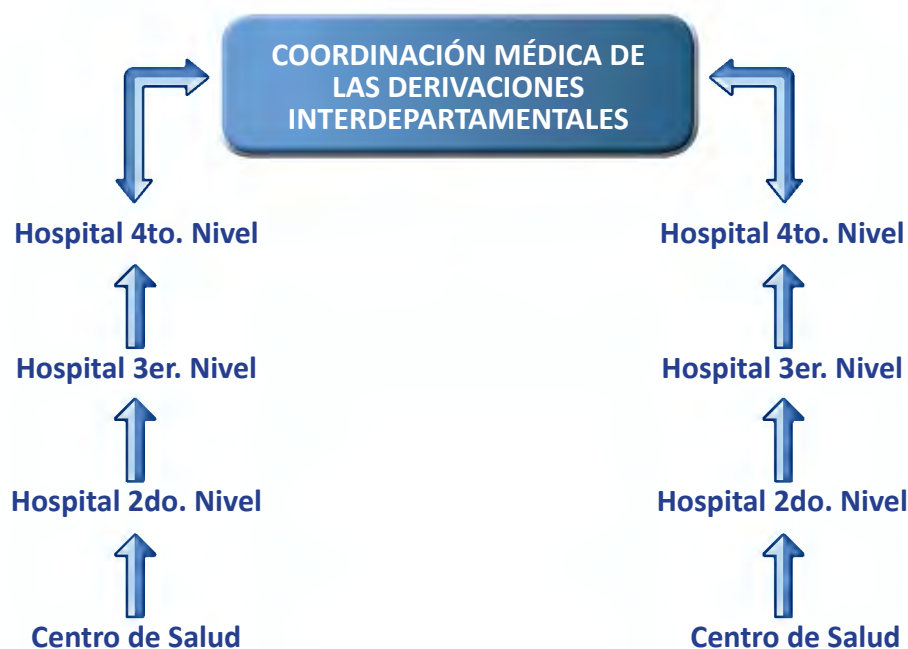 COORDINACIÓN MÉDICA DE
LAS DERIVACIONES
INTERDEPARTAMENTALES
Hospital 4to. Nivel
Hospital 4to. Nivel
Hospital 3er. Nivel
Hospital 3er. Nivel
Hospital 2do. Nivel
Hospital 2do. Nivel
Centro de Salud
Centro de Salud